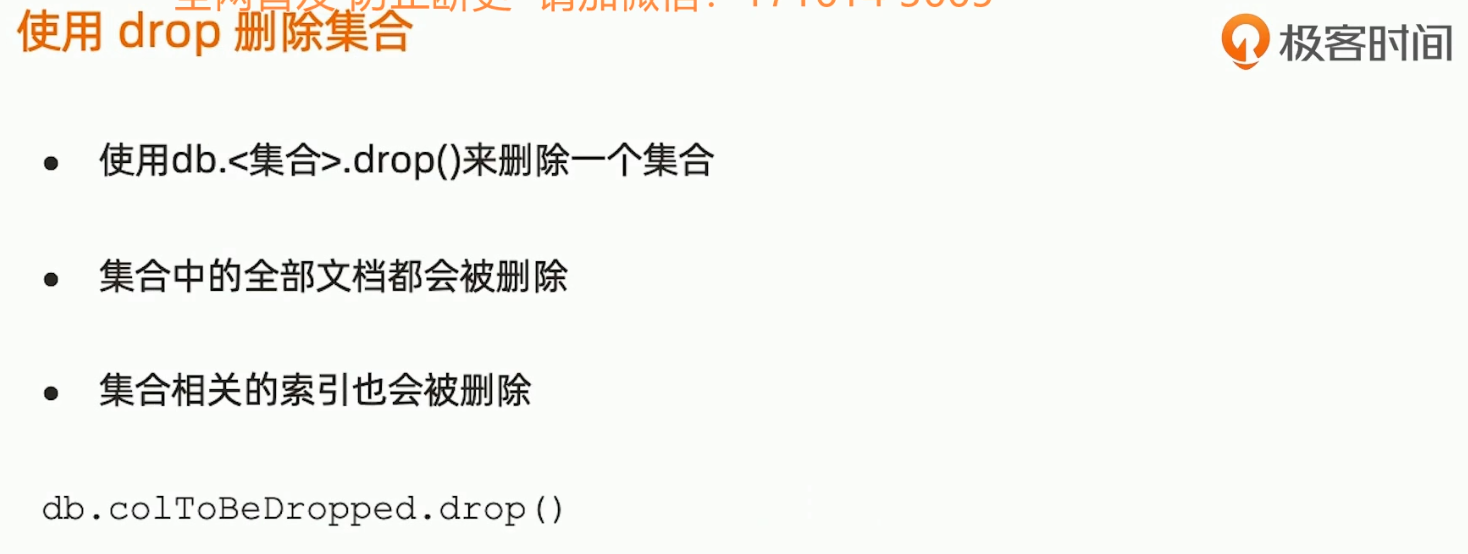 使用 drop 删除集合
极客时间
使用db.<集合>.drop()来删除一个集合
集合中的全部文档都会被删除
集合相关的索引也会被删除
db.colToBeDropped.drop()